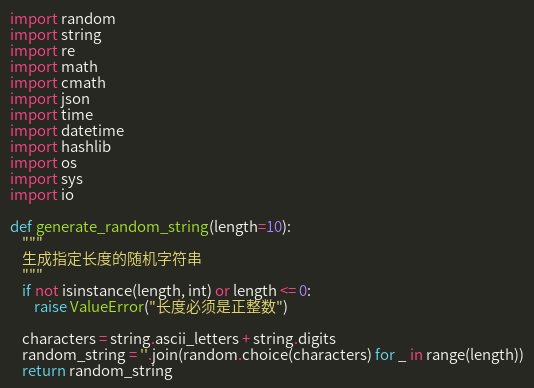 import random
import string
import re
import math
import cmath
import json
import time
import datetime
import hashlib
import os
import sys
import io

def generate_random_string(length=10):
    """
    生成指定长度的随机字符串
    """
    if not isinstance(length, int) or length <= 0:
        raise ValueError("长度必须是正整数")

    characters = string.ascii_letters + string.digits
    random_string = ''.join(random.choice(characters) for _ in range(length))
    return random_string